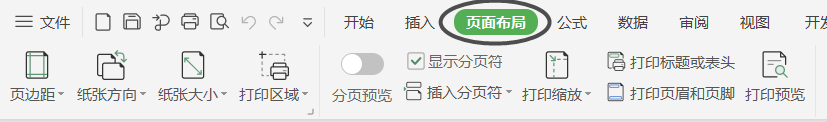 文件 开始 插入 页面布局 公式 数据 审阅 视图
显示分页符 打印标题或表头
页边距 纸张方向 纸张大小 打印区域 分页预览 插入分页符 打印缩放 打印页眉和页脚 打印预览